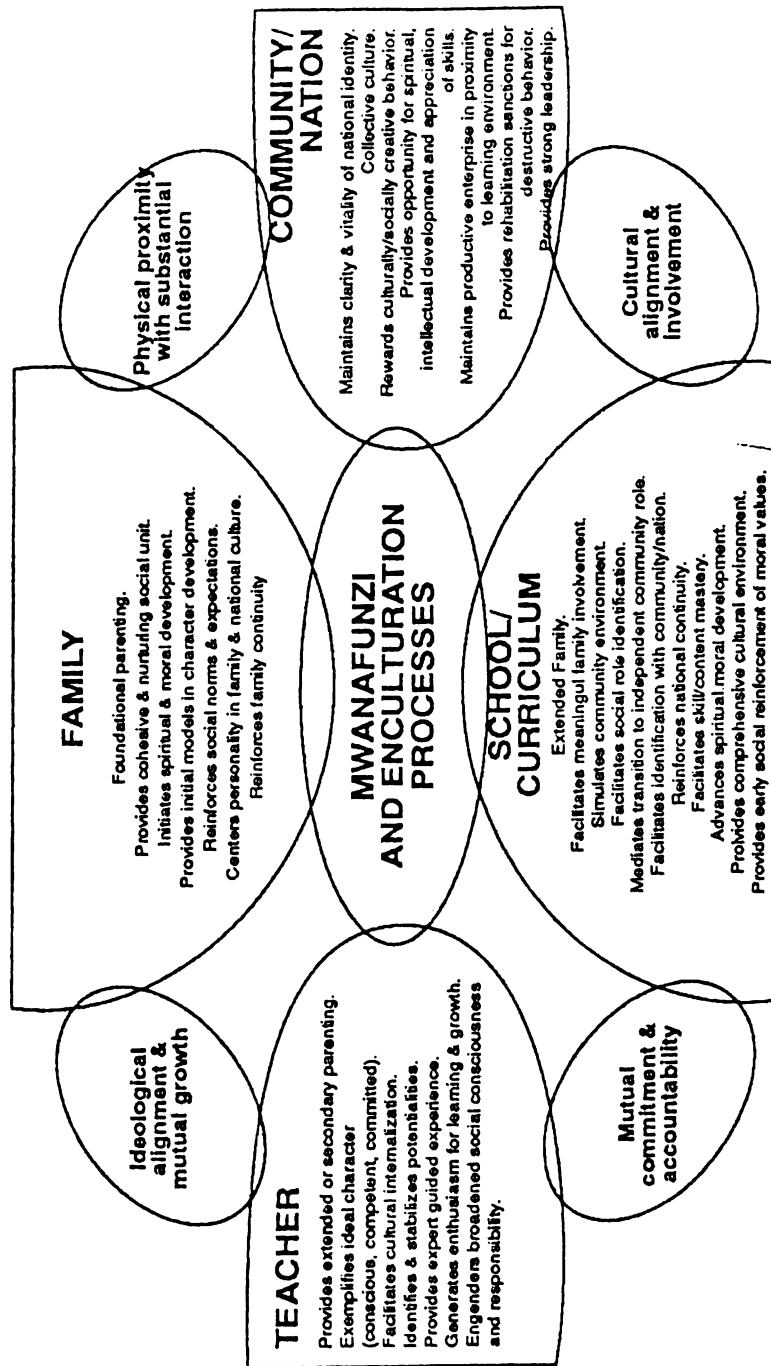 FAMILY
Foundational parenting.
Provides cohesive & nurturing social unit.
Initiates spiritual & moral development.
Provides initial models in character development.
Reinforces social norms & expectations.
Centers personality in family & national culture.
Reinforces family continuity
Ideological
alignment &
mutual growth
Physical proximity
with substantial
interaction
TEACHER
Provides extended or secondary parenting.
Exemplifies ideal character
(conscious, competent, committed).
Facilitates cultural internalization.
Identifies & stabilizes potentialities.
Provides expert guided experience.
Generates enthusiasm for learning & growth.
Engenders broadened social consciousness
and responsibility.
MWANAFUNZI
AND ENCULTURATION
PROCESSES
COMMUNITY/
NATION
Maintains clarity & vitality of national identity.
Collective culture.
Rewards culturally/socially creative behavior.
Provides opportunity for spiritual,
intellectual development and appreciation
of skills.
Maintains productive enterprise in proximity
to learning environment.
Provides rehabilitation sanctions for
destructive behavior.
Provides strong leadership.
Mutual
commitment &
accountability
SCHOOL/
CURRICULUM
Extended Family.
Facilitates meaningul family involvement.
Simulates community environment.
Facilitates social role identification.
Mediates transition to independent community role.
Facilitates identification with community/nation.
Reinforces national continuity.
Facilitates skill/content mastery.
Advances spiritual moral development.
Prolvides comprehensive cultural environment.
Provides early social reinforcement of moral values.
Cultural
alignment &
Involvement